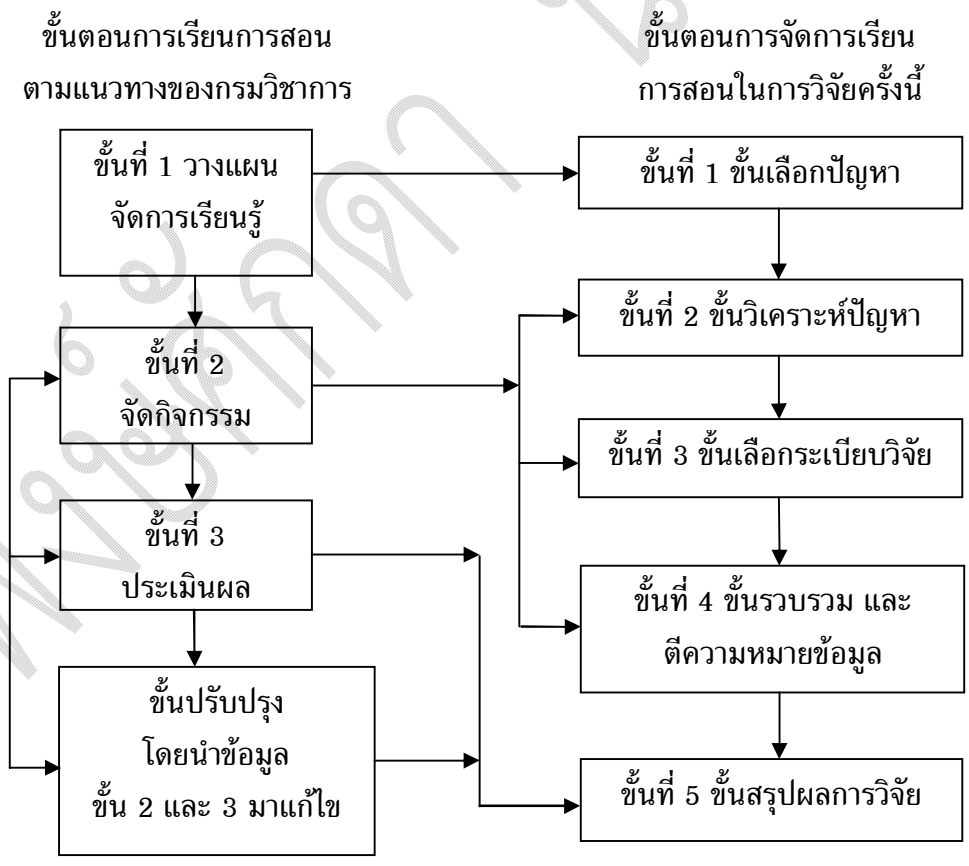 ขั้นตอนการเรียนการสอน
ตามแนวทางของกรมวิชาการ
ขั้นที่ 1 วางแผน
จัดการเรียนรู้
ขั้นที่ 2
จัดกิจกรรม
ขั้นที่ 3
ประเมินผล
ขั้นปรับปรุง
โดยนำข้อมูล
ขั้น 2 และ 3 มาแก้ไข
ขั้นตอนการจัดการเรียน
การสอนในการวิจัยครั้งนี้
ขั้นที่ 1 ขั้นเลือกปัญหา
ขั้นที่ 2 ขั้นวิเคราะห์ปัญหา
ขั้นที่ 3 ขั้นเลือกระเบียบวิจัย
ขั้นที่ 4 ขั้นรวบรวม และ
ตีความหมายข้อมูล
ขั้นที่ 5 ขั้นสรุปผลการวิจัย